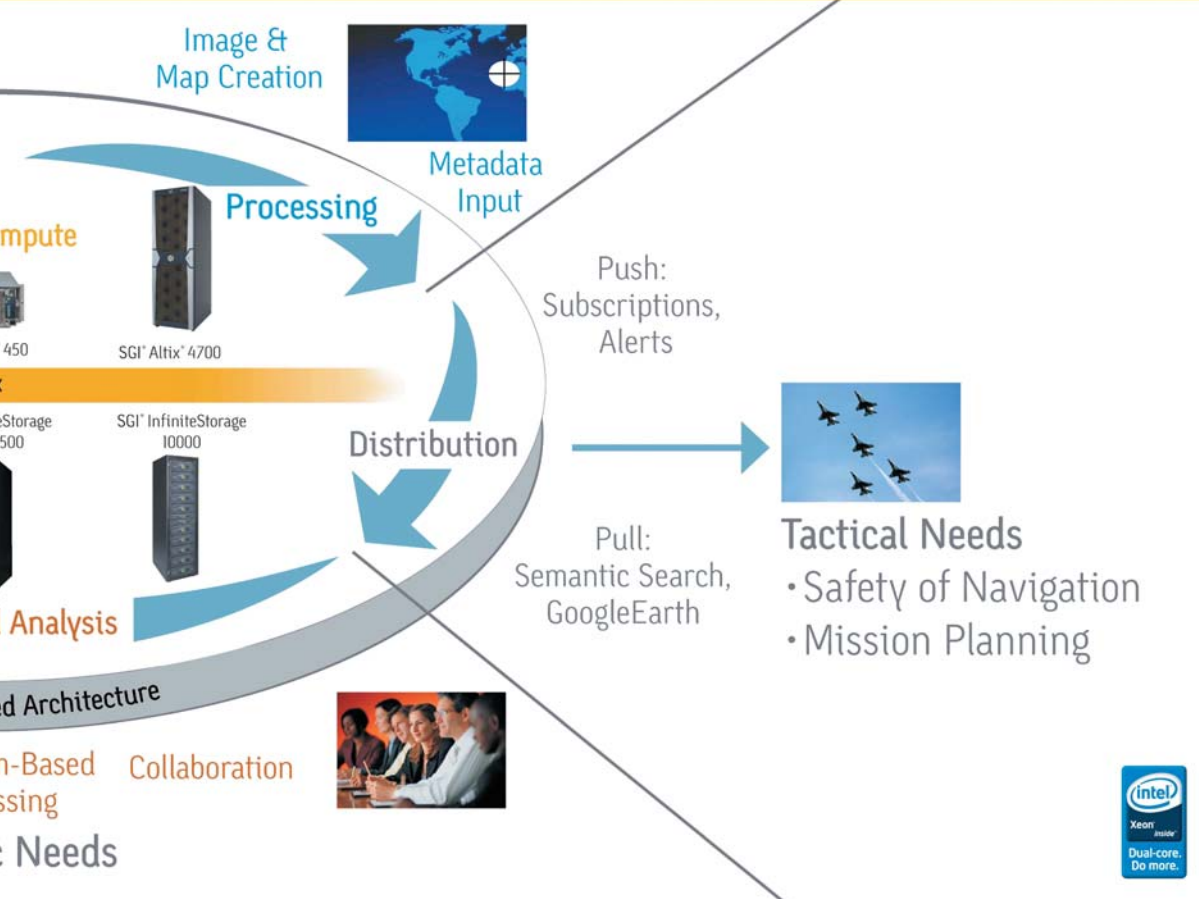 Image &
Map Creation
Metadata
Input
Processing
mpute
450
SGI® Altix® 4700
Push:
Subscriptions,
Alerts
eStorage
500
SGI® InfiniteStorage
10000
Distribution
Pull:
Semantic Search,
GoogleEarth
Tactical Needs
• Safety of Navigation
• Mission Planning
Analysis
ed Architecture
n-Based
ssing
Collaboration
c Needs
intel
Xeon®
inside™
Dual-core.
Do more.